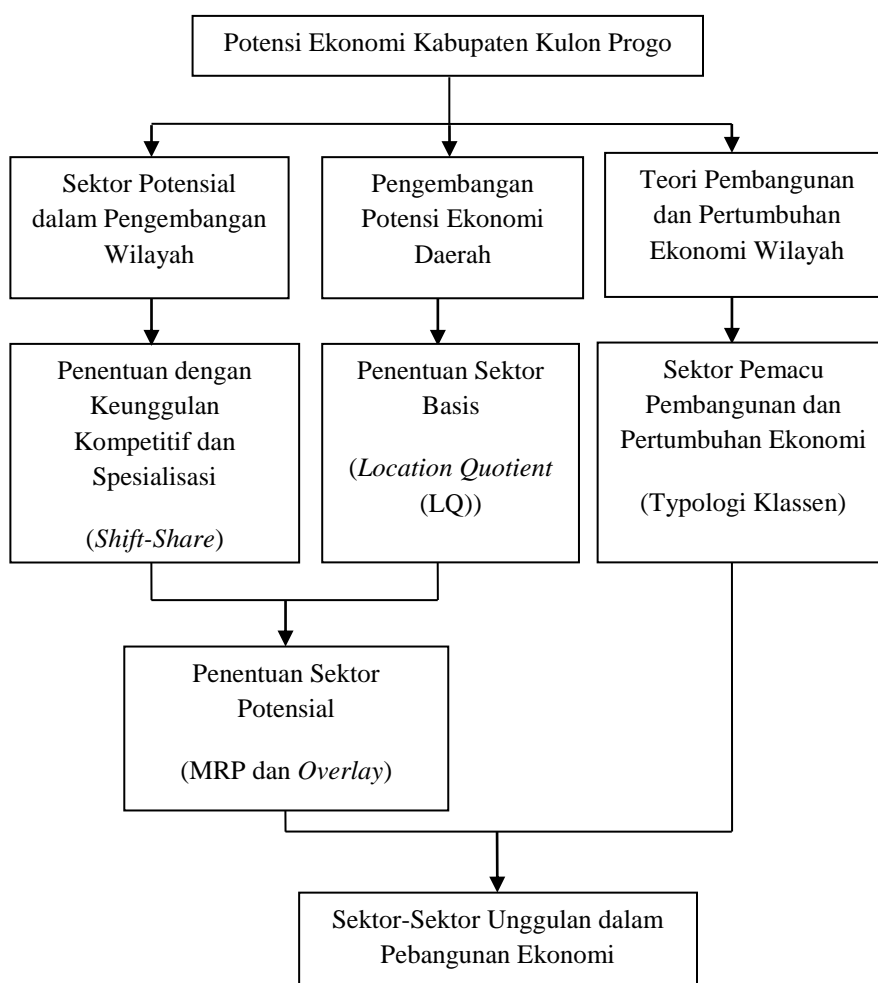 Potensi Ekonomi Kabupaten Kulon Progo
Sektor Potensial
dalam Pengembangan
Wilayah
Pengembangan
Potensi Ekonomi
Daerah
Teori Pembangunan
dan Pertumbuhan
Ekonomi Wilayah
Penentuan dengan
Keunggulan
Kompetitif dan
Spesialisasi
(Shift-Share)
Penentuan Sektor
Basis
(Location Quotient
(LQ))
Sektor Pemacu
Pembangunan dan
Pertumbuhan Ekonomi
(Typologi Klassen)
Penentuan Sektor
Potensial
(MRP dan Overlay)
Sektor-Sektor Unggulan dalam
Pebangunan Ekonomi